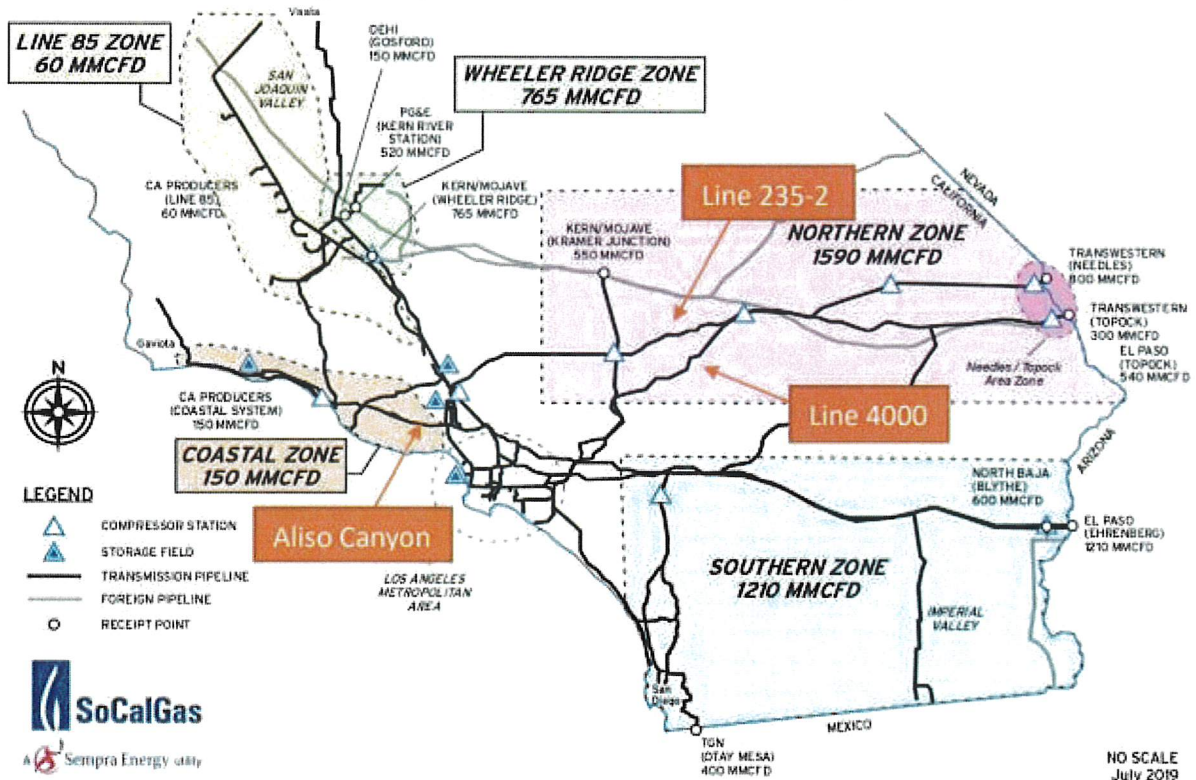 Visalia
LINE 85 ZONE
60 MMCFD
SAN
JOAQUIN
VALLEY
OEHI
(GOSFORD)
150 MMCFD
WHEELER RIDGE ZONE
765 MMCFD
PG&E
(KERN RIVER
STATION)
520 MMCFD
CA PRODUCERS
(LINE 85)
60 MMCFD
KERN/MOJAVE
(WHEELER RIDGE)
765 MMCFD
Line 235-2
NEVADA
CALIFORNIA
KERN/MOJAVE
(KRAMER JUNCTION)
550 MMCFD
NORTHERN ZONE
1590 MMCFD
TRANSWESTERN
(NEEDLES)
800 MMCFD
TRANSWESTERN
(TOPOCK)
300 MMCFD
EL PASO
(TOPOCK)
540 MMCFD
Needles / Topock
Area Zone
Gaviota
N
CA PRODUCERS
(COASTAL SYSTEM)
150 MMCFD
Line 4000
COASTAL ZONE
150 MMCFD
ARIZONA
LEGEND
COMPRESSOR STATION
STORAGE FIELD
TRANSMISSION PIPELINE
FOREIGN PIPELINE
RECEIPT POINT
Aliso Canyon
LOS ANGELES
METROPOLITAN
AREA
NORTH BAJA
(BLYTHE)
600 MMCFD
EL PASO
(EHRENBERG)
1210 MMCFD
SOUTHERN ZONE
1210 MMCFD
IMPERIAL
VALLEY
San
Diego
MEXICO
TGN
(OTAY MESA)
400 MMCFD
SoCalGas
A Sempra Energy utility
NO SCALE
July 2019